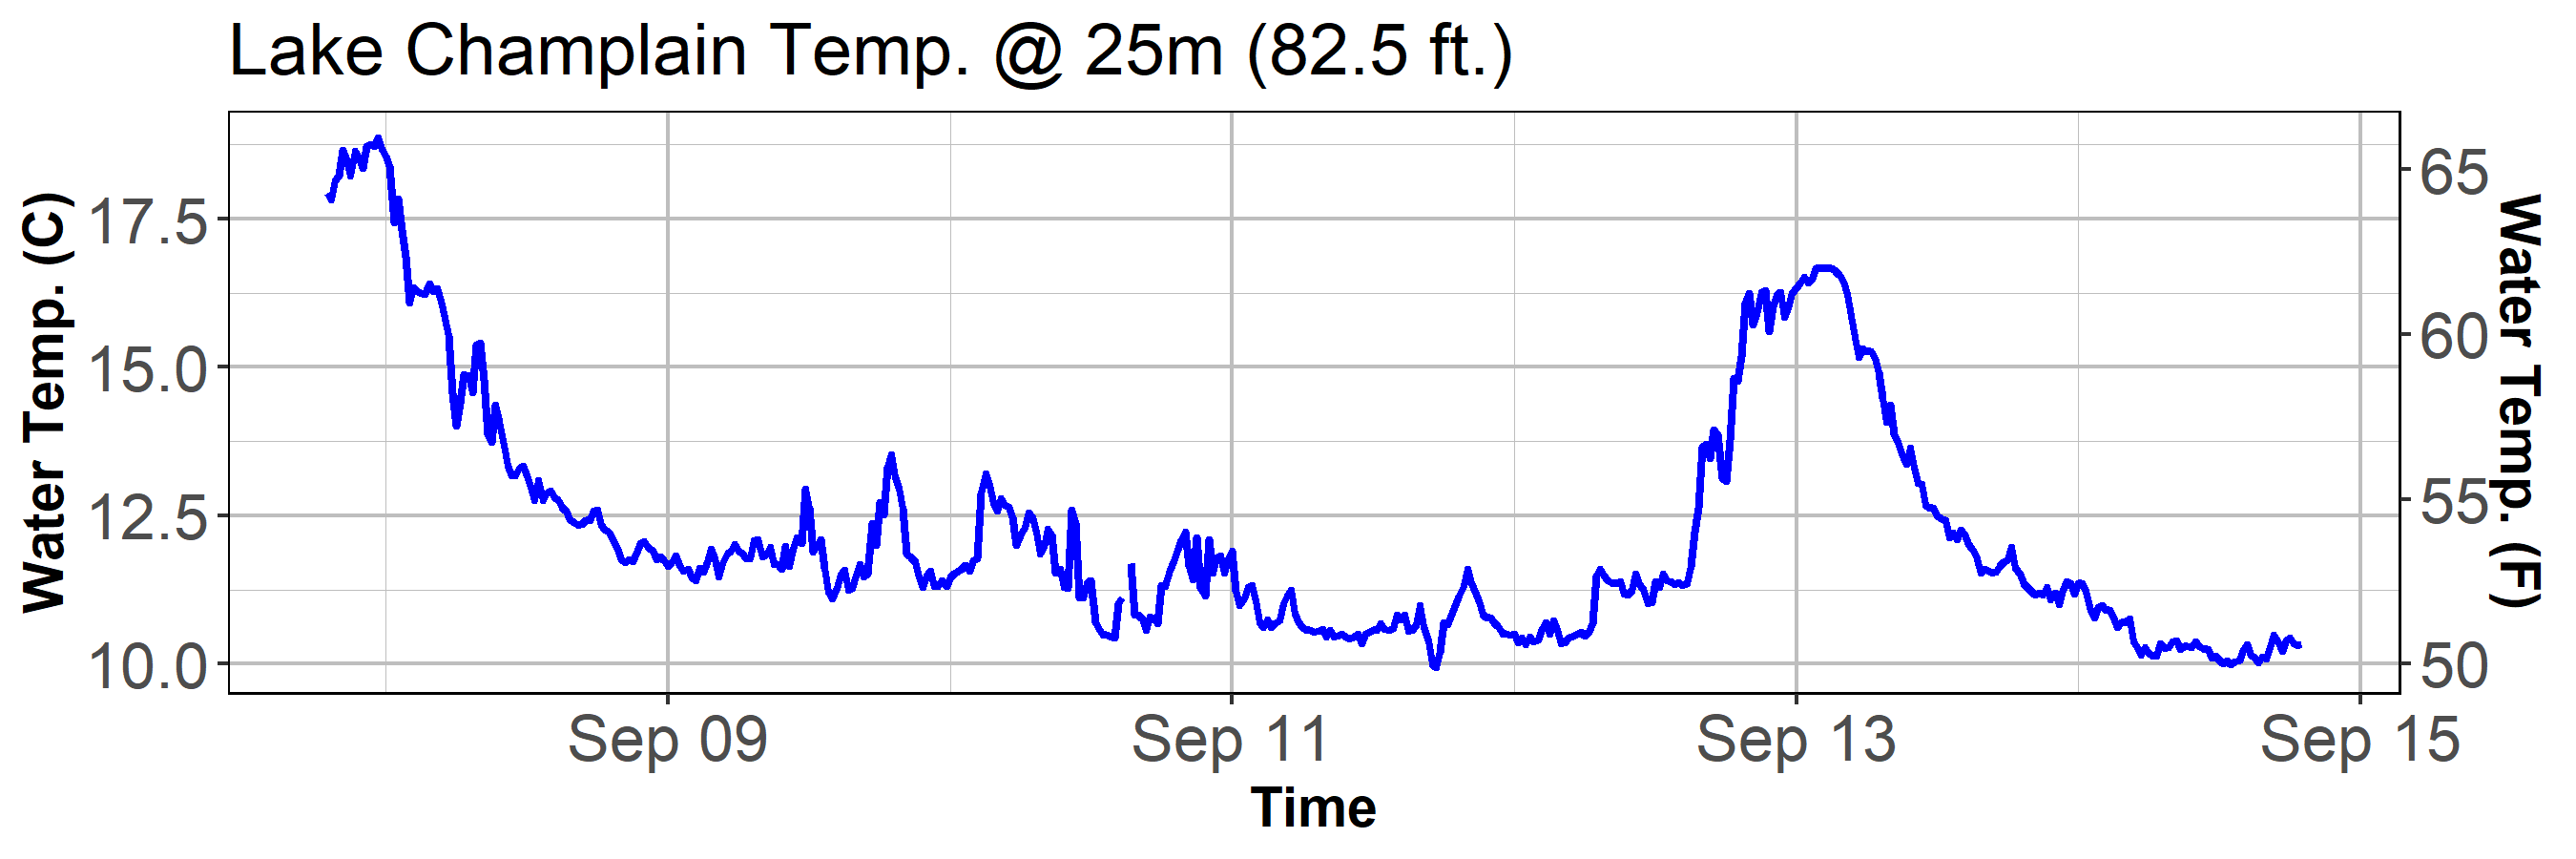 Lake Champlain Temp. @ 25m (82.5 ft.)
Water Temp. (C)
17.5
15.0
12.5
10.0
65
60
55
50
Water Temp. (F)
Sep 09 Sep 11 Sep 13 Sep 15
Time